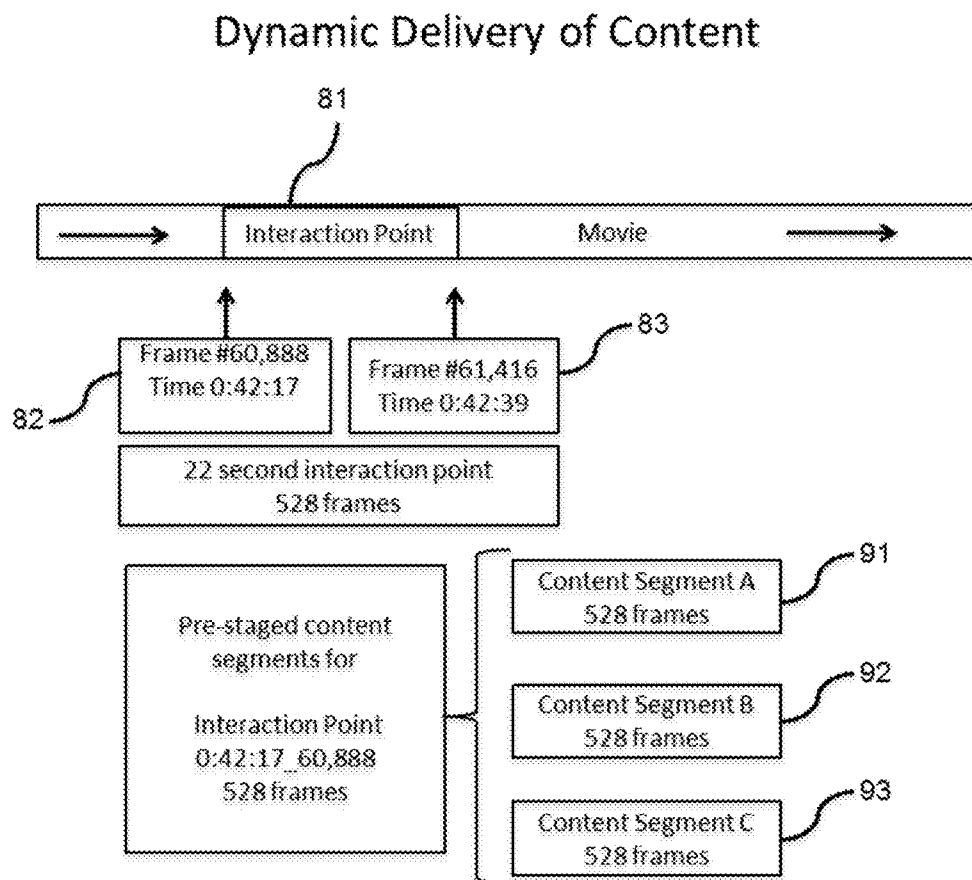 Dynamic Delivery of Content
81
Interaction Point
Movie
Frame #60,888
Time 0:42:17
82
Frame #61,416
Time 0:42:39
83
22 second interaction point
528 frames
Pre-staged content
segments for
Interaction Point
0:42:17_60,888
528 frames
Content Segment A
528 frames
91
Content Segment B
528 frames
92
Content Segment C
528 frames
93